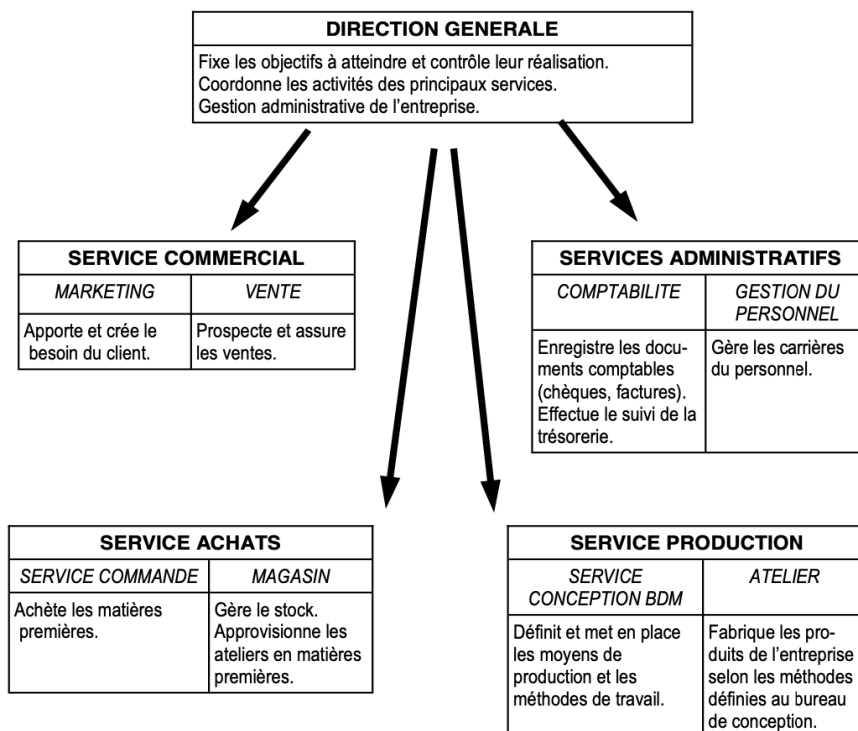 DIRECTION GENERALE
Fixe les objectifs à atteindre et contrôle leur réalisation.
Coordonne les activités des principaux services.
Gestion administrative de l'entreprise.
SERVICE COMMERCIAL
MARKETING
VENTE
Apporte et crée le
besoin du client.
Prospecte et assure
les ventes.
SERVICES ADMINISTRATIFS
COMPTABILITE
GESTION DU
PERSONNEL
Enregistre les docu-
ments comptables
(chèques, factures).
Effectue le suivi de la
trésorerie.
Gère les carrières
du personnel.
SERVICE ACHATS
SERVICE COMMANDE
MAGASIN
Achète les matières
premières.
Gère le stock.
Approvisionne les
ateliers en matières
premières.
SERVICE PRODUCTION
SERVICE
CONCEPTION BDM
ATELIER
Définit et met en place
les moyens de
production et les
méthodes de travail.
Fabrique les pro-
duits de l'entreprise
selon les méthodes
définies au bureau
de conception.